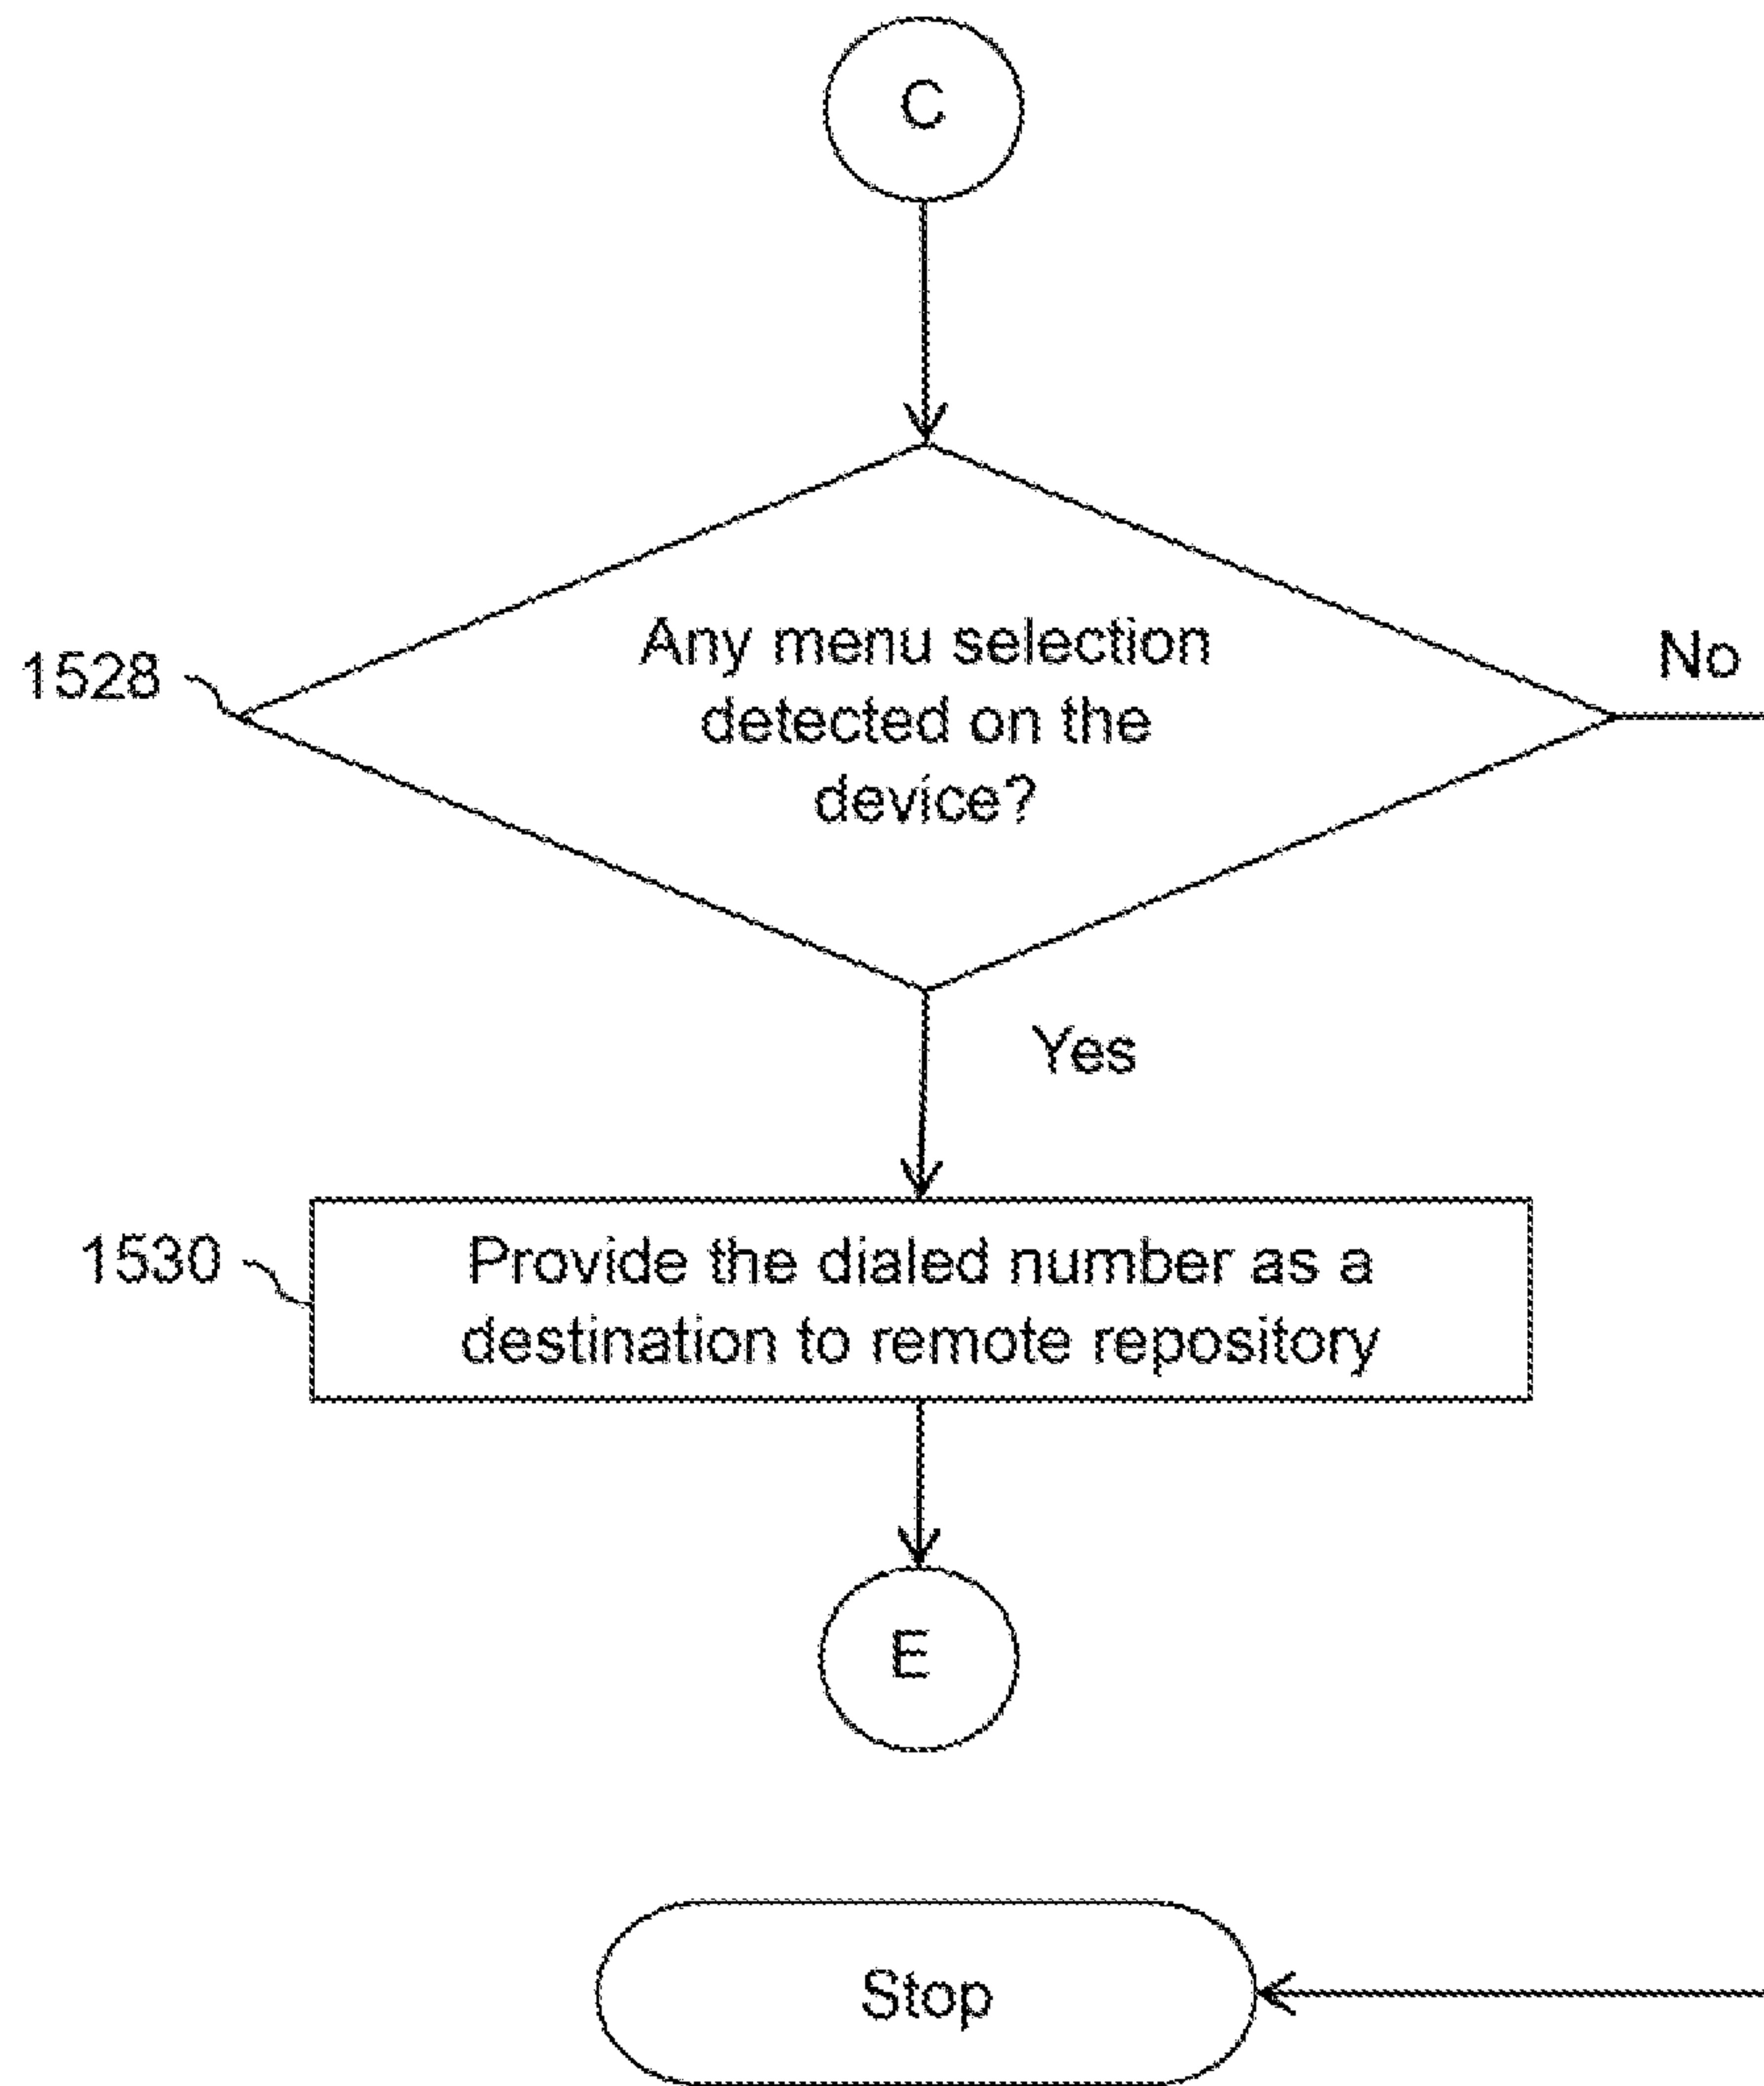 C
Any menu selection
detected on the
device?
1528
No
Yes
1530
Provide the dialed number as a
destination to remote repository
E
Stop